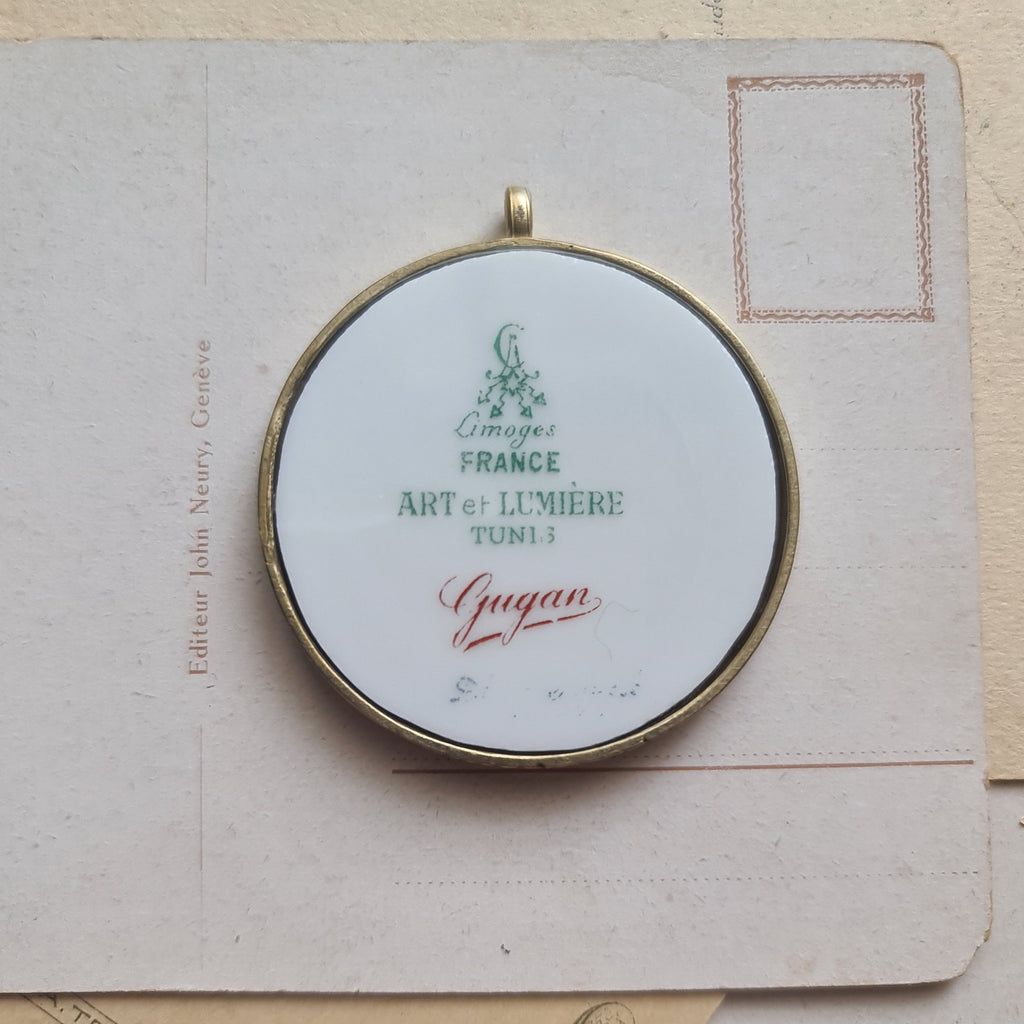 Editeur John Neury, Genève
Limoges
FRANCE
ART et LUMIÈRE
TUNIS
Gugan